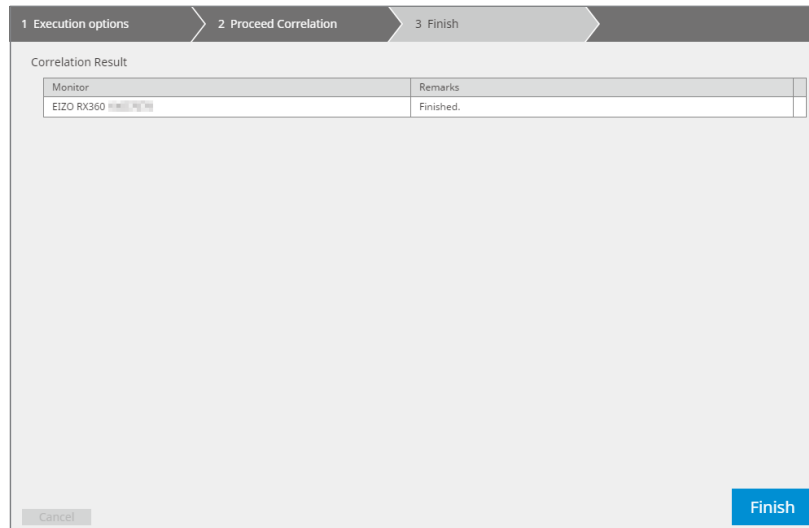 1 Execution options 2 Proceed Correlation 3 Finish
Correlation Result
Monitor Remarks
EIZO RX360 Finished.
Cancel Finish